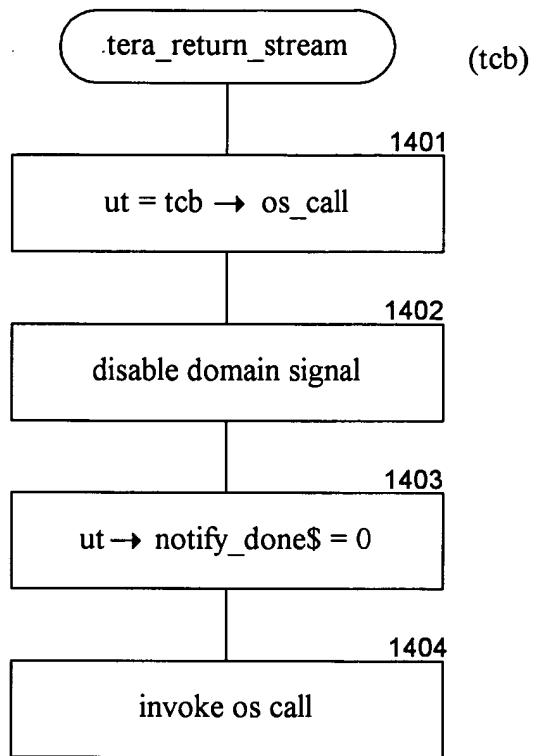 tera_return_stream
(tcb)
1401
ut = tcb → os_call
1402
disable domain signal
1403
ut → notify_done$ = 0
1404
invoke os call